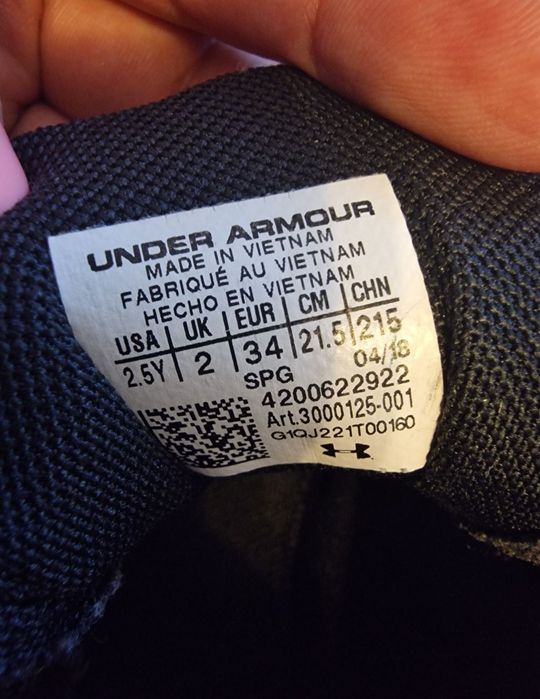 UNDER ARMOUR
MADE IN VIETNAM
FABRIQUÉ AU VIETNAM
HECHO EN VIETNAM
USA UK EUR CM CHN
2.5Y 2 34 21.5 215
SPG 04/18
4200622922
Art.3000125-001
G1QJ221T00160